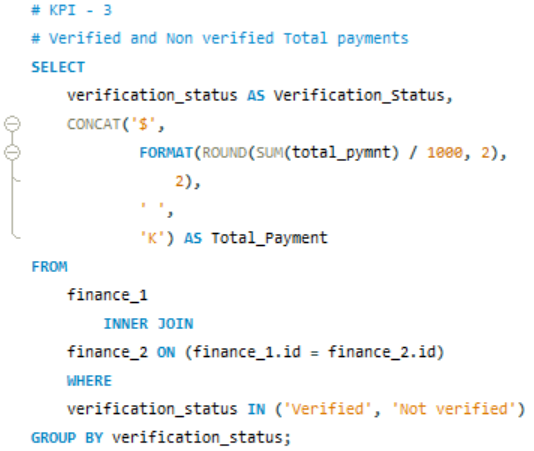 # KPI - 3
# Verified and Non verified Total payments
SELECT
    verification_status AS Verification_Status,
    CONCAT('$',
            FORMAT(ROUND(SUM(total_pymnt) / 1000, 2),
                2),
            ' ',
            'K') AS Total_Payment
FROM
    finance_1
        INNER JOIN
    finance_2 ON (finance_1.id = finance_2.id)
    WHERE
    verification_status IN ('Verified', 'Not verified')
GROUP BY verification_status;